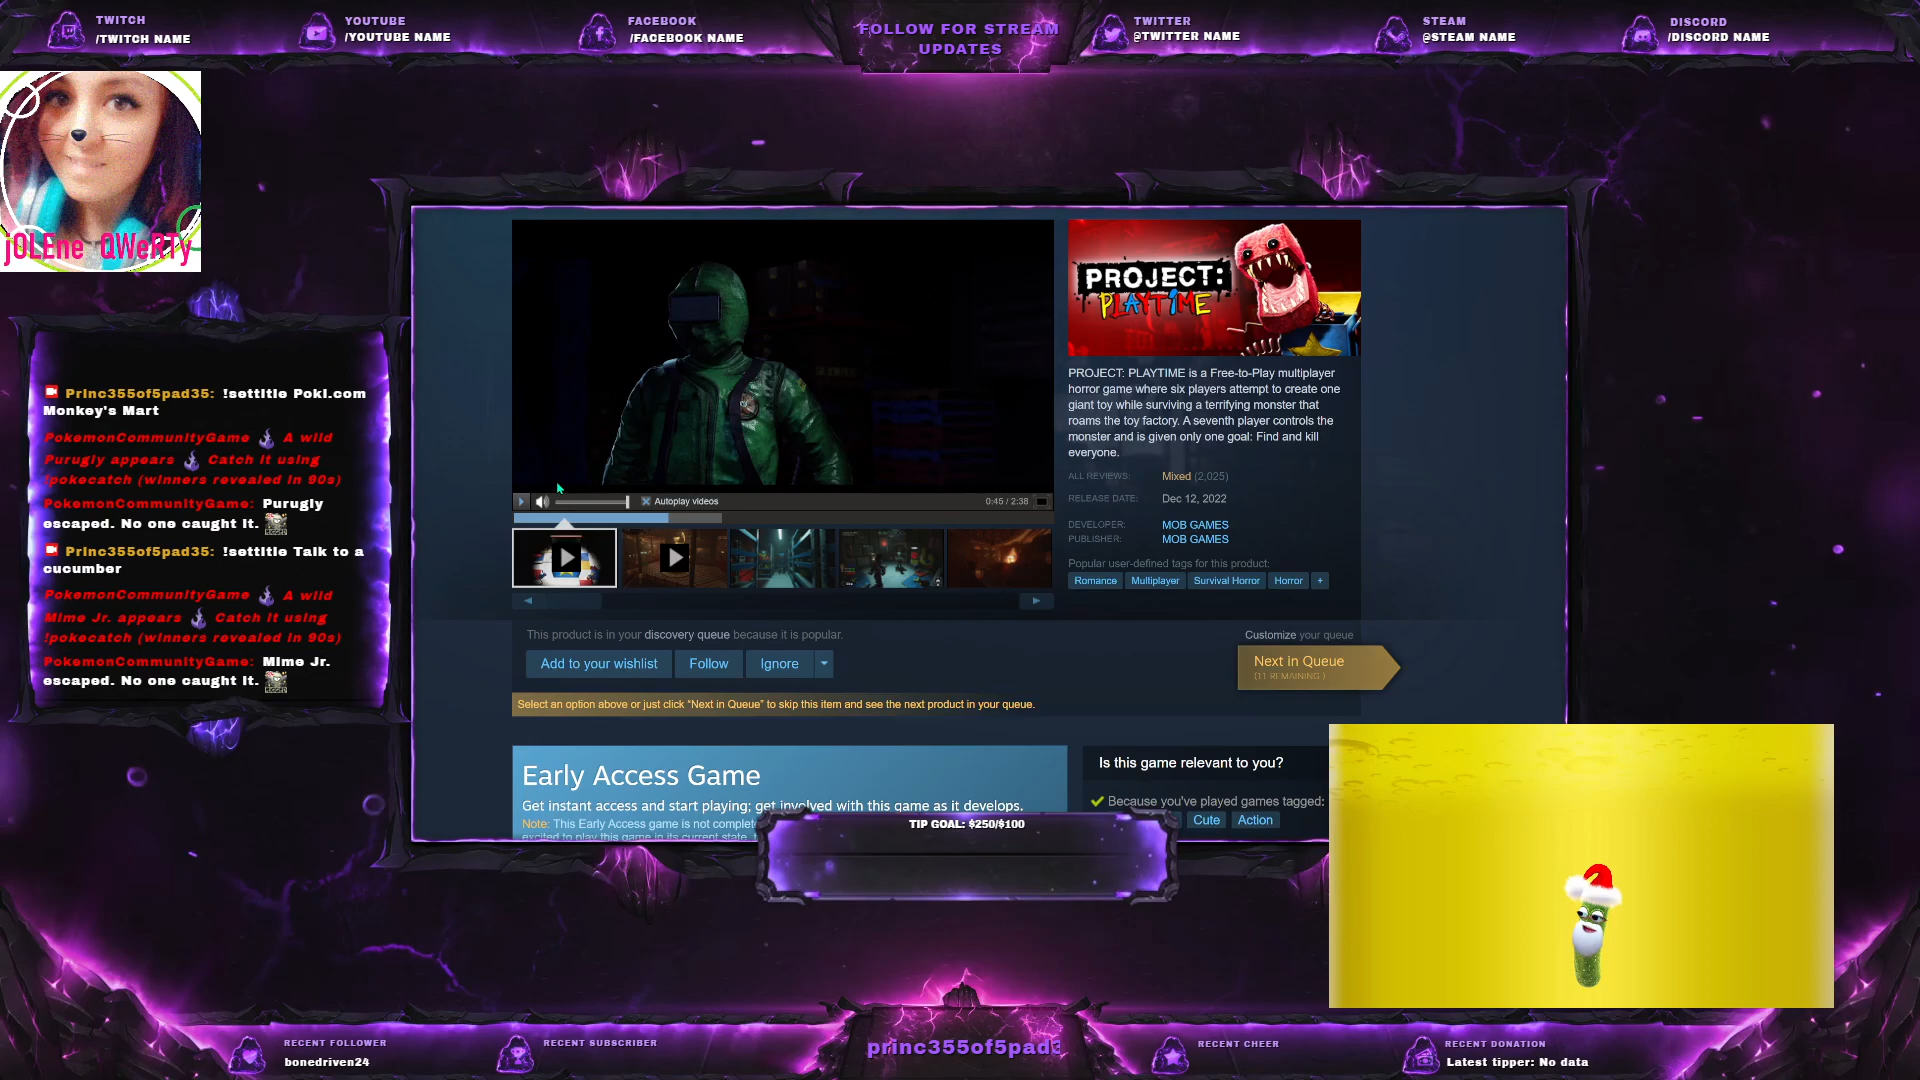 TWITCH
/TWITCH NAME
YOUTUBE
/YOUTUBE NAME
FACEBOOK
/FACEBOOK NAME
FOLLOW FOR STREAM
UPDATES
TWITTER
@TWITTER NAME
STEAM
@STEAM NAME
DISCORD
/DISCORD NAME
jOLEne QWeRTy
Princ355of5pad35: !settitle Poki.com
Monkey's Mart
PokemonCommunityGame A wild
Purugly appears Catch it using
!pokecatch (winners revealed in 90s)
PokemonCommunityGame: Purugly
escaped. No one caught it.
Princ355of5pad35: !settitle Talk to a
cucumber
PokemonCommunityGame A wild
Mime Jr. appears Catch it using
!pokecatch (winners revealed in 90s)
PokemonCommunityGame: Mime Jr.
escaped. No one caught it.
Autoplay videos
0:45 / 2:38
PROJECT:
PLAYTIME
PROJECT: PLAYTIME is a Free-to-Play multiplayer
horror game where six players attempt to create one
giant toy while surviving a terrifying monster that
roams the toy factory. A seventh player controls the
monster and is given only one goal: Find and kill
everyone.
ALL REVIEWS: Mixed (2,025)
RELEASE DATE: Dec 12, 2022
DEVELOPER: MOB GAMES
PUBLISHER: MOB GAMES
Popular user-defined tags for this product:
Romance Multiplayer Survival Horror Horror +
This product is in your discovery queue because it is popular.
Customize your queue
Add to your wishlist Follow Ignore
Next in Queue
(11 REMAINING )
Select an option above or just click "Next in Queue" to skip this item and see the next product in your queue.
Early Access Game
Get instant access and start playing; get involved with this game as it develops.
Note: This Early Access game is not complet
excited to play this game in its current state,
Is this game relevant to you?
Because you've played games tagged:
Cute Action
TIP GOAL: $250/$100
RECENT FOLLOWER
bonedriven24
RECENT SUBSCRIBER
princ355of5pad3
RECENT CHEER
RECENT DONATION
Latest tipper: No data